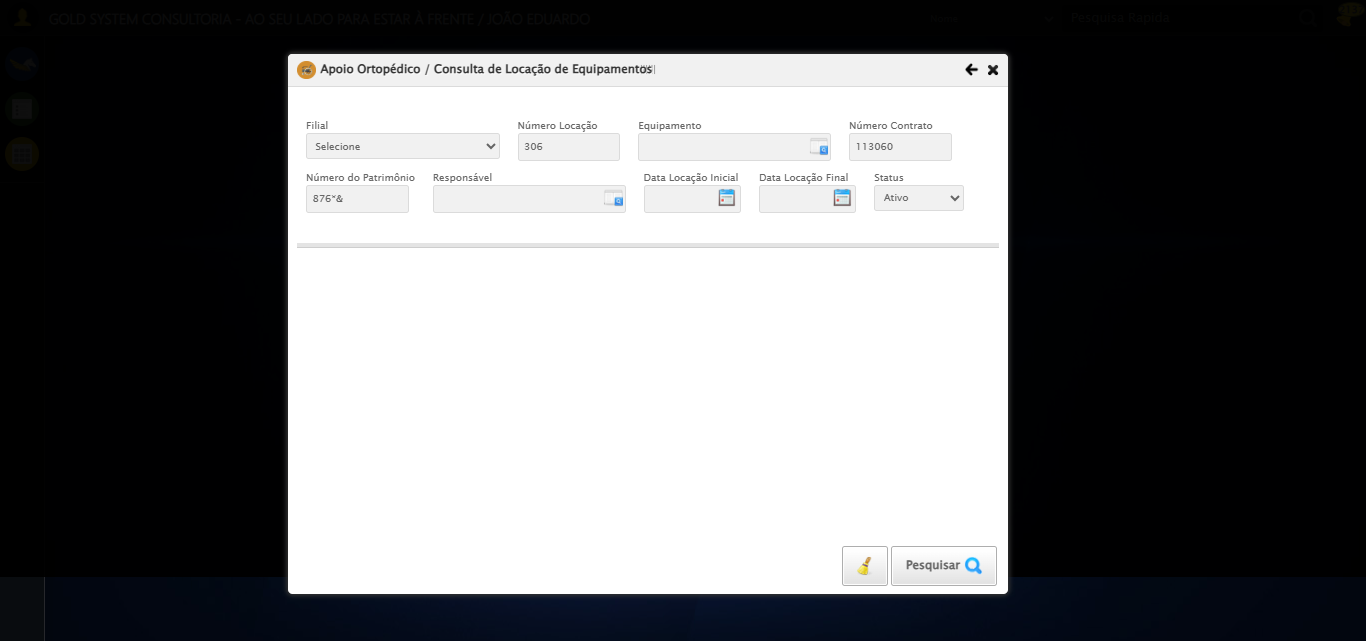 GOLD SYSTEM CONSULTORIA - AO SEU LADO PARA ESTAR À FRENTE / JOÃO EDUARDO
Pesquisa Rápida
Apoio Ortopédico / Consulta de Locação de Equipamentos
Filial Número Locação Equipamento Número Contrato
Selecione 306 113060
Número do Patrimônio Responsável Data Locação Inicial Data Locação Final Status
876*& Ativo
Pesquisar